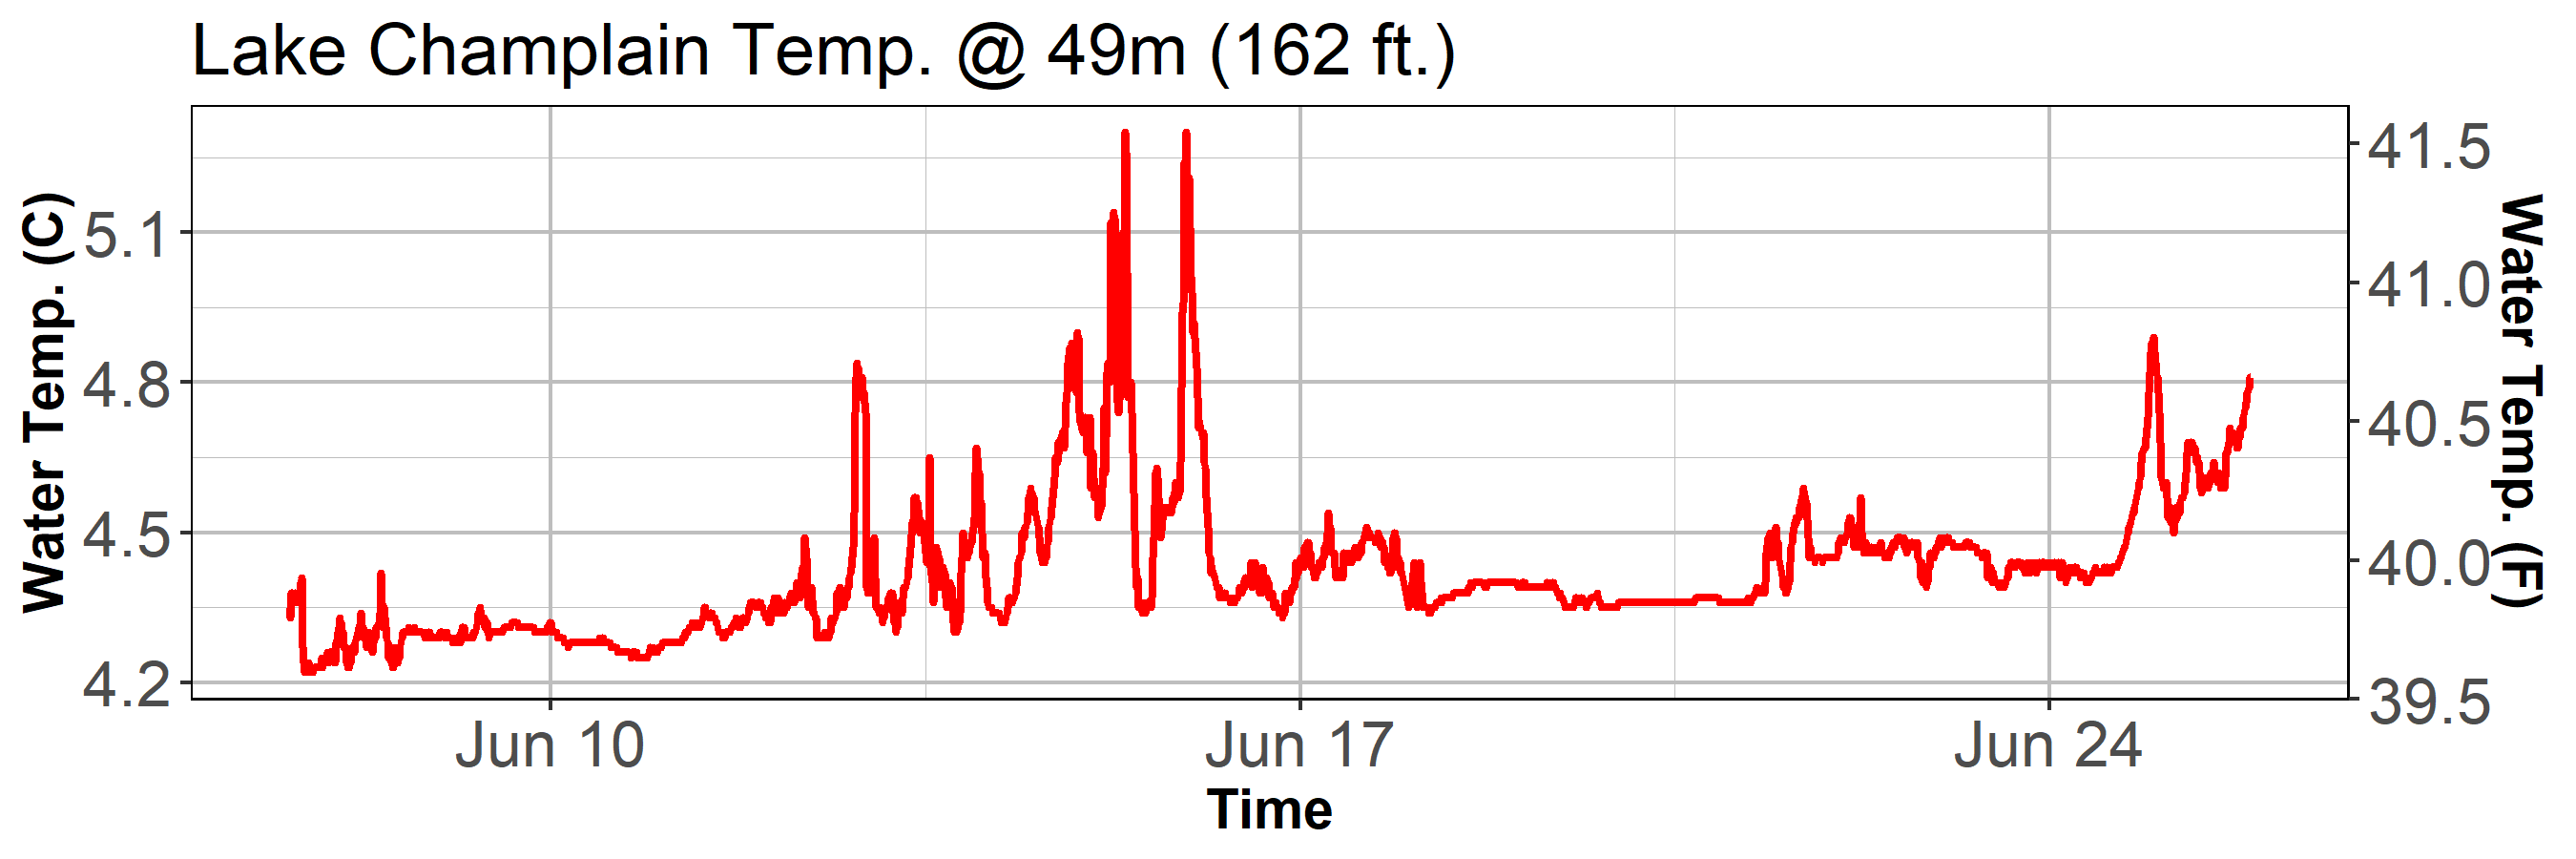 Lake Champlain Temp. @ 49m (162 ft.)
Water Temp. (C)
5.1
4.8
4.5
4.2
41.5
41.0
40.5
40.0
39.5
Water Temp. (F)
Jun 10 Jun 17 Jun 24
Time